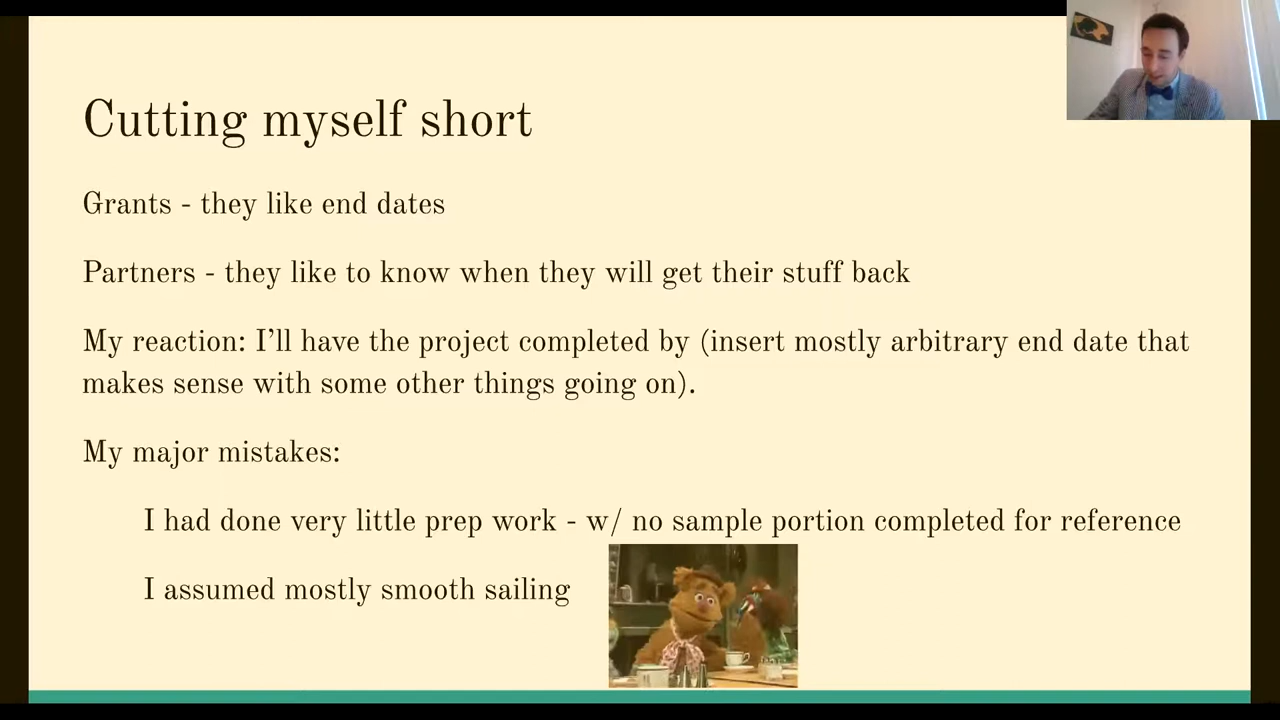 Cutting myself short
Grants - they like end dates
Partners - they like to know when they will get their stuff back
My reaction: I’ll have the project completed by (insert mostly arbitrary end date that
makes sense with some other things going on).
My major mistakes:
I had done very little prep work - w/ no sample portion completed for reference
I assumed mostly smooth sailing